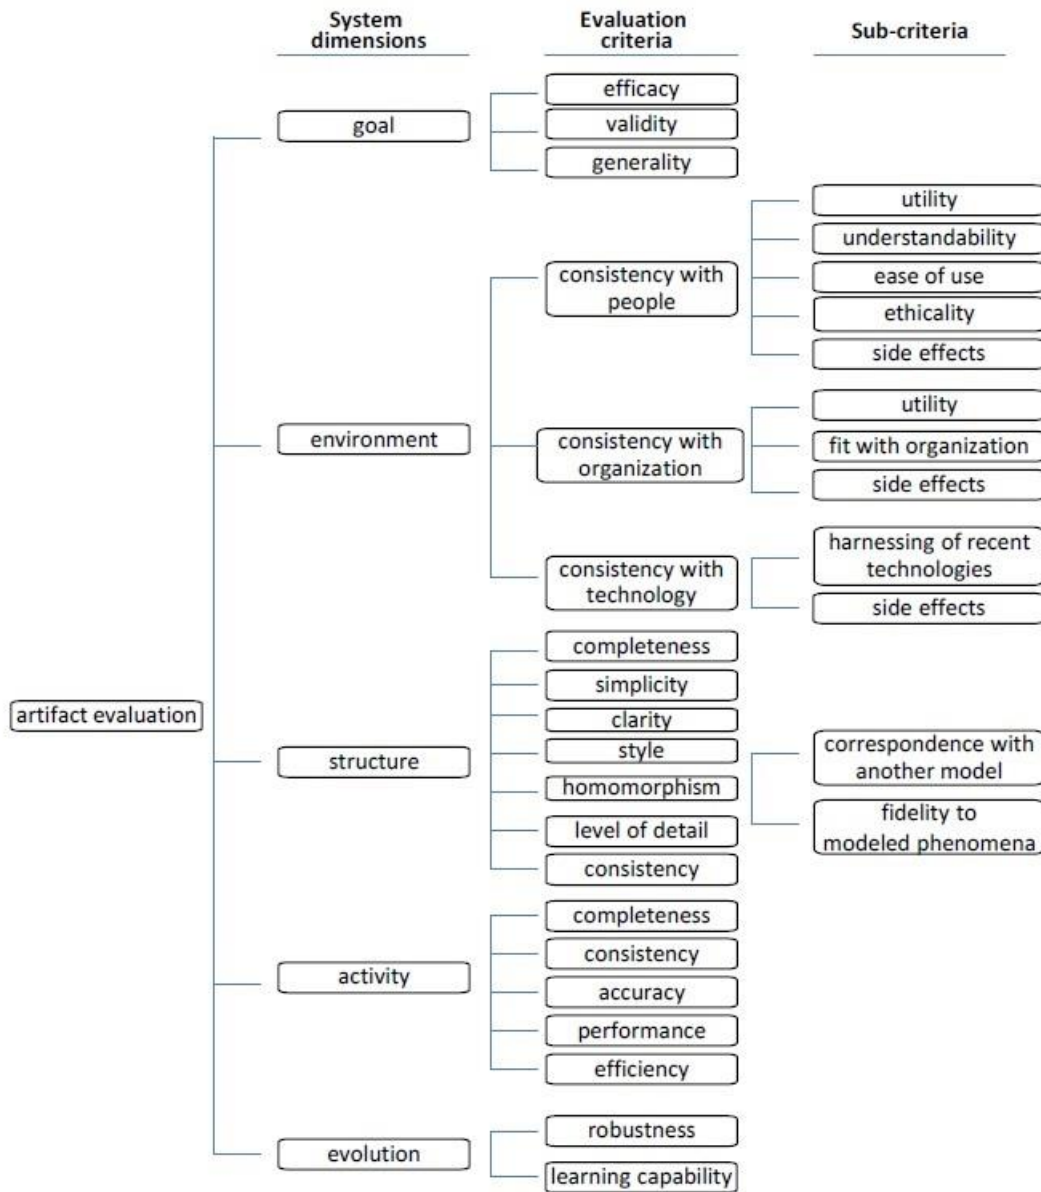 System
dimensions
Evaluation
criteria
Sub-criteria
artifact evaluation
goal
efficacy
validity
generality
environment
consistency with
people
utility
understandability
ease of use
ethicality
side effects
consistency with
organization
utility
fit with organization
side effects
consistency with
technology
harnessing of recent
technologies
side effects
structure
completeness
simplicity
clarity
style
homomorphism
correspondence with
another model
fidelity to
modeled phenomena
level of detail
consistency
activity
completeness
consistency
accuracy
performance
efficiency
evolution
robustness
learning capability